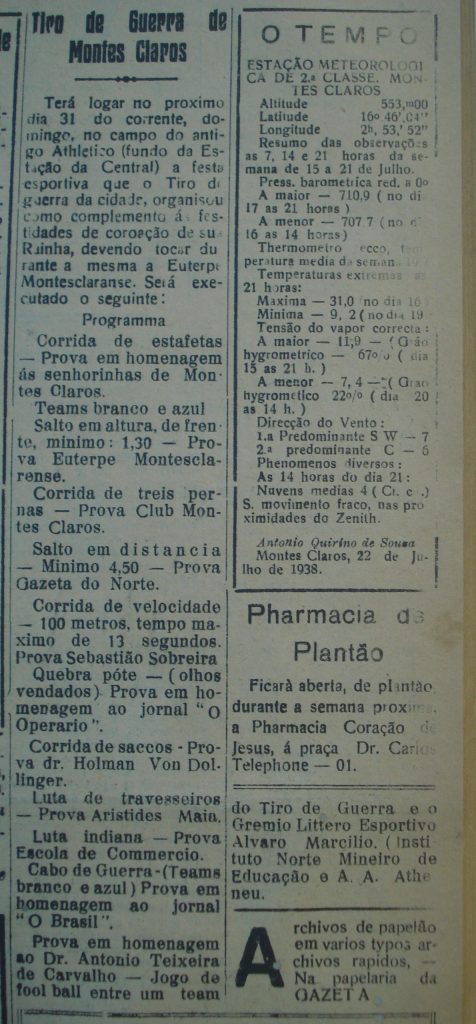 Tiro de Guerra de
Montes Claros
Terá logar no proximo
dia 31 do corrente, do-
mingo, no campo do anti-
go Athletico (fundo da Es-
tação da Central) a festa
esportiva que o Tiro de
guerra da cidade, organisou
como complemento ás fes-
tidades de coroação de sua
Rainha, devendo tocar du
rante a mesma a Euterpe
Montesclaranse. Será exe-
cutado o seguinte:
Programma
Corrida de estafetas
— Prova em homenagem
ás senhorinhas de Mon-
tes Claros.
Teams branco e azul
Salto em altura, de fren-
te, minimo: 1,30 — Pro-
va Euterpe Montescla-
rense.
Corrida de treis per-
nas — Prova Club Mon-
tes Claros.
Salto em distancia
— Minimo 4,50 — Prova
Gazeta do Norte.
Corrida de velocidade
— 100 metros, tempo ma-
ximo de 13 segundos.
Prova Sebastião Sobreira
Quebra póte — (olhos
vendados) Prova em ho-
menagem ao jornal "O
Operario".
Corrida de saccos - Pro-
va dr. Holman Von Dol-
linger.
Luta de travesseiros
— Prova Aristides Maia.
Luta indiana — Prova
Escola de Commercio.
Cabo de Guerra-(Teams
branco e azul) Prova em
homenagem ao jornal
"O Brasil".
Prova em homenagem
ao Dr. Antonio Teixeira
de Carvalho — Jogo de
fool ball entre um team
O TEMPO
ESTAÇÃO METEOROLOGI
CA DE 2.a CLASSE. MON-
TES CLAROS
Altitude 553,m00
Latitude 16º 46',
Longitude 2h, 53,' 52"
Resumo das observações
as 7, 14 e 21 horas da se-
mana de 15 a 21 de Julho.
Press. barometrica red. a 0º
A maior — 710,9 ( no di
17 as 21 horas )
A menor — 707.7 ( no
16 as 14 horas)
Thermometro ecco,
peratura media da seman
Temperaturas extremas as
21 horas:
Maxima — 31,0 (no dia 16
Minima — 9, 2 (no dia 19
Tensão do vapor correcta:
A maior — 11,9 — (
hygrometrico — 67º/o ( dia
15 as 21 h. )
A menor — 7, 4 — ( Grao
hygrometico 22º/o ( dia 20
as 14 h. )
Direcção do Vento :
1.a Predominante S W — 7
2.a predominante C —
Phenomenos diversos :
As 14 horas do dia 21 :
Nuvens medias 4 (
S. movimento fraco, nas pro
ximidades do Zenith.
Antonio Quirino de Sousa
Montes Claros, 22 de Ju-
lho de 1938.
Pharmacia de
Plantão
Ficará aberta, de plantão
durante a semana proxima,
a Pharmacia Coração de
Jesus, á praça Dr. Carlos
Telephone — 01.
do Tiro de Guerra e o
Gremio Littero Esportivo
Alvaro Marcilio. (Insti
tuto Norte Mineiro de
Educação e A. A. Athe
neu.
Archivos de papelão
em varios typos ar-
chivos rapidos, —
Na papelaria da
GAZETA